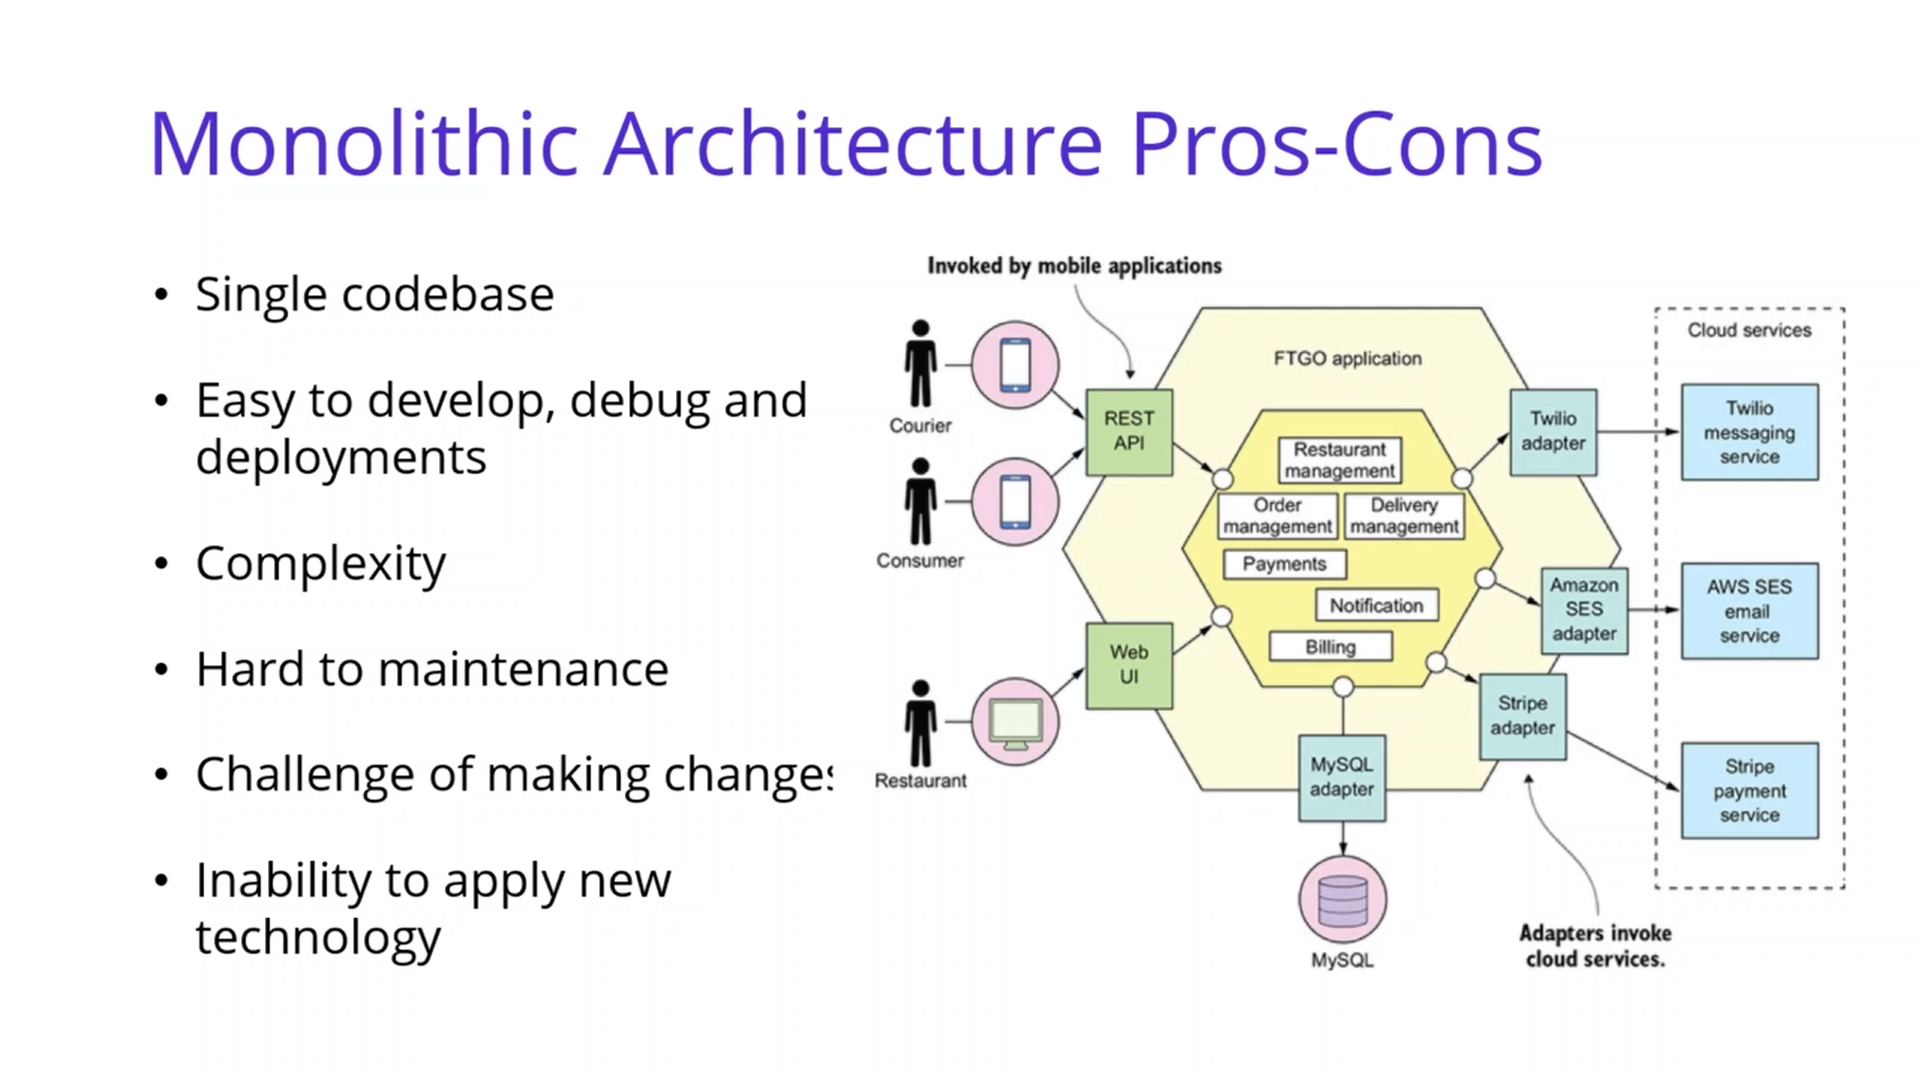 Monolithic Architecture Pros-Cons
• Single codebase
• Easy to develop, debug and
deployments
• Complexity
• Hard to maintenance
• Challenge of making changes
• Inability to apply new
technology
Invoked by mobile applications
Courier
Consumer
Restaurant
REST
API
Web
UI
FTGO application
Restaurant
management
Order
management
Delivery
management
Payments
Notification
Billing
MySQL
adapter
MySQL
Twilio
adapter
Amazon
SES
adapter
Stripe
adapter
Cloud services
Twilio
messaging
service
AWS SES
email
service
Stripe
payment
service
Adapters invoke
cloud services.